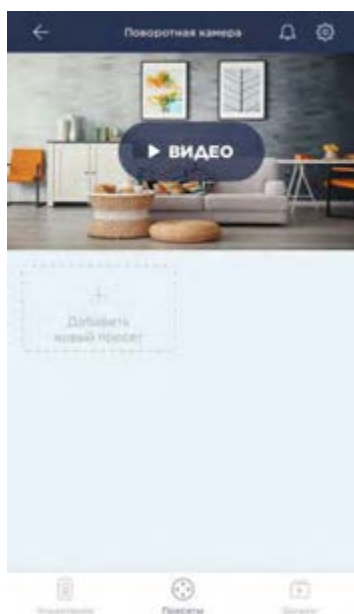 Поворотная камера
ВИДЕО
Добавить
новый пресет
Пресеты